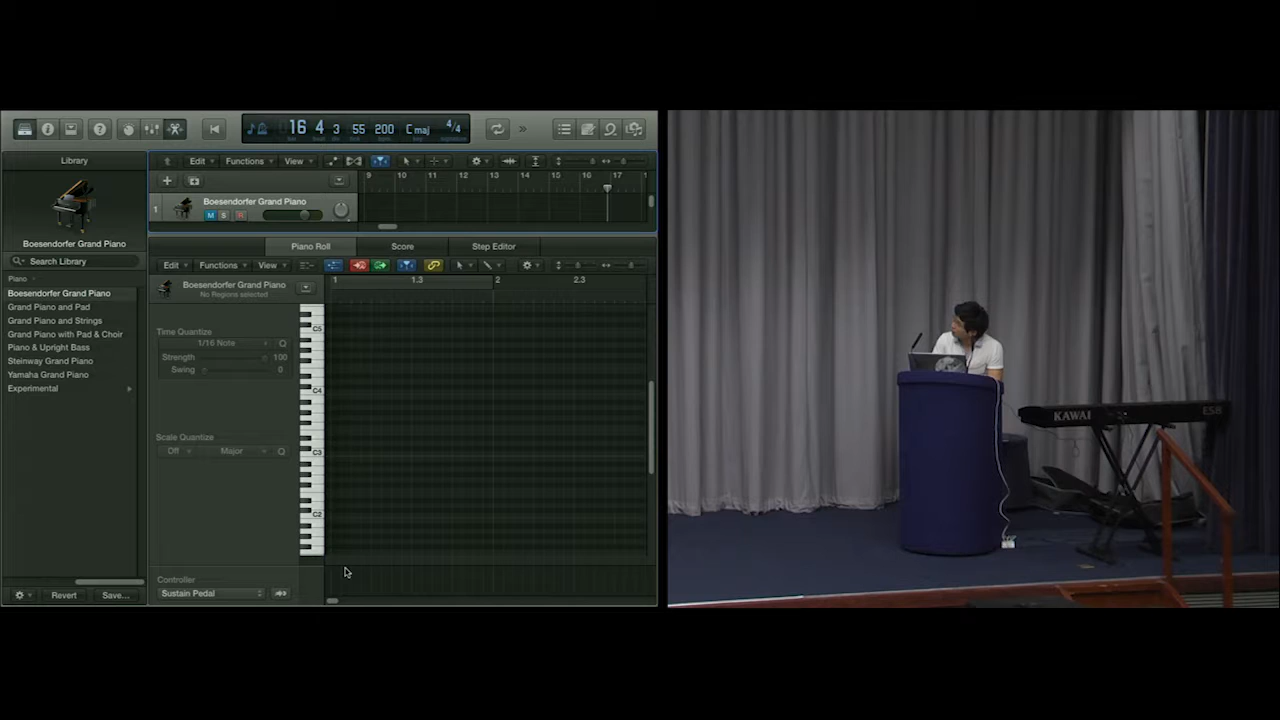 16 4 3 55 200 C maj 4/4
Library
Edit Functions View
9 10 11 12 13 14 15 16 17
1 Boesendorfer Grand Piano
M S R
Boesendorfer Grand Piano
Search Library
Piano
Boesendorfer Grand Piano
Grand Piano and Pad
Grand Piano and Strings
Grand Piano with Pad & Choir
Piano & Upright Bass
Steinway Grand Piano
Yamaha Grand Piano
Experimental
Revert Save...
Piano Roll Score Step Editor
Edit Functions View
1 1.3 2 2.3
Boesendorfer Grand Piano
No Regions selected
Time Quantize
1/16 Note Q
Strength 100
Swing 0
Scale Quantize
Off Major Q
C5
C4
C3
C2
Controller
Sustain Pedal
KAWAI ES8